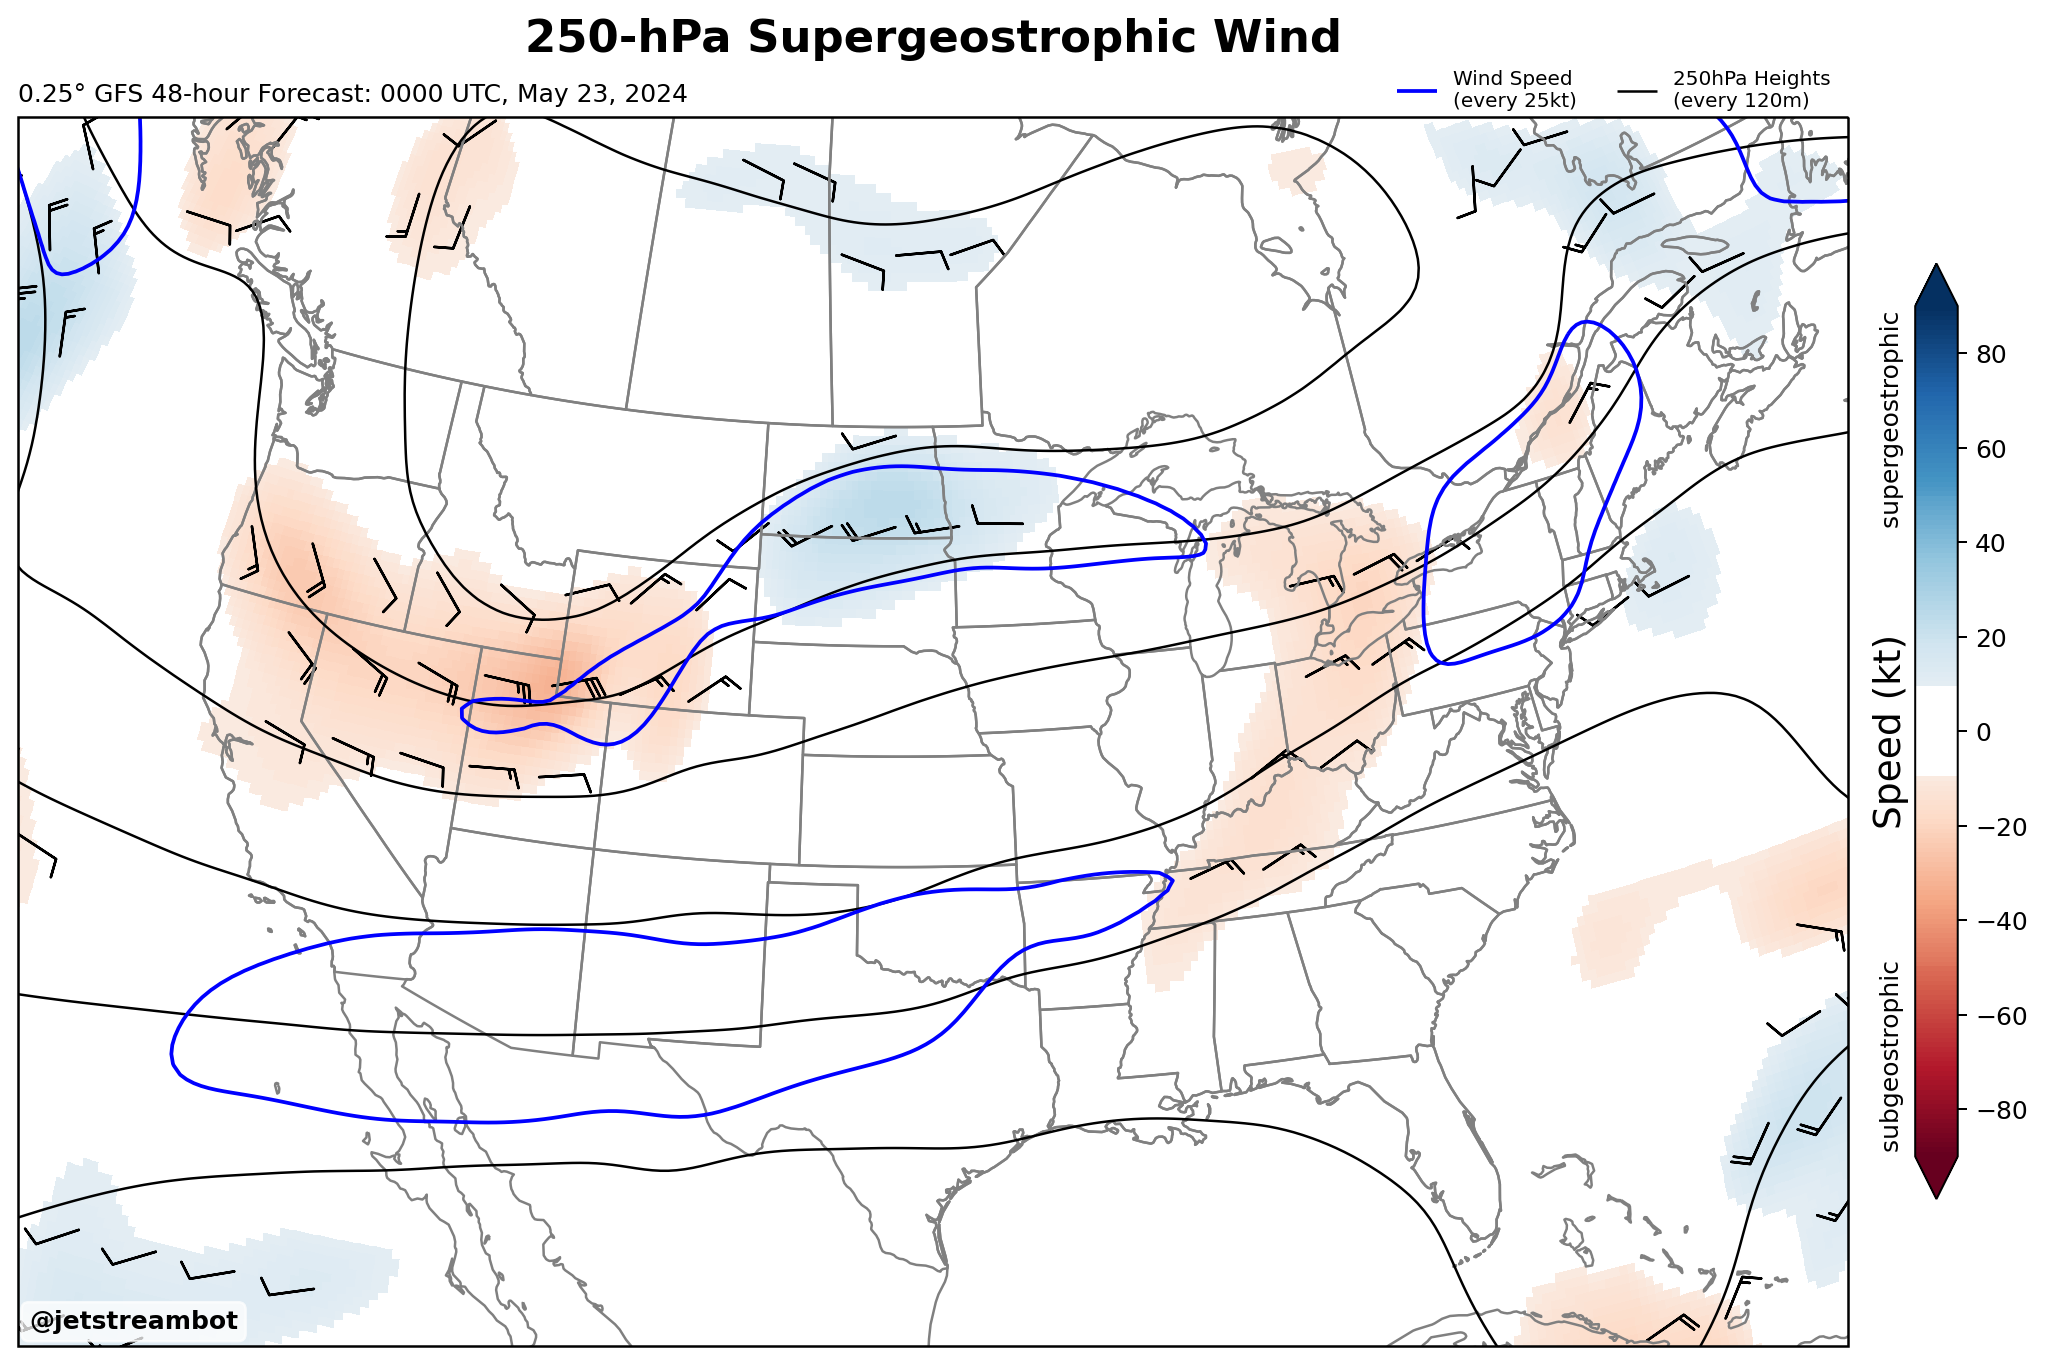 250-hPa Supergeostrophic Wind
0.25° GFS 48-hour Forecast: 0000 UTC, May 23, 2024
Wind Speed
(every 25kt)
250hPa Heights
(every 120m)
supergeostrophic
Speed (kt)
subgeostrophic
80
60
40
20
0
−20
−40
−60
−80
@jetstreambot